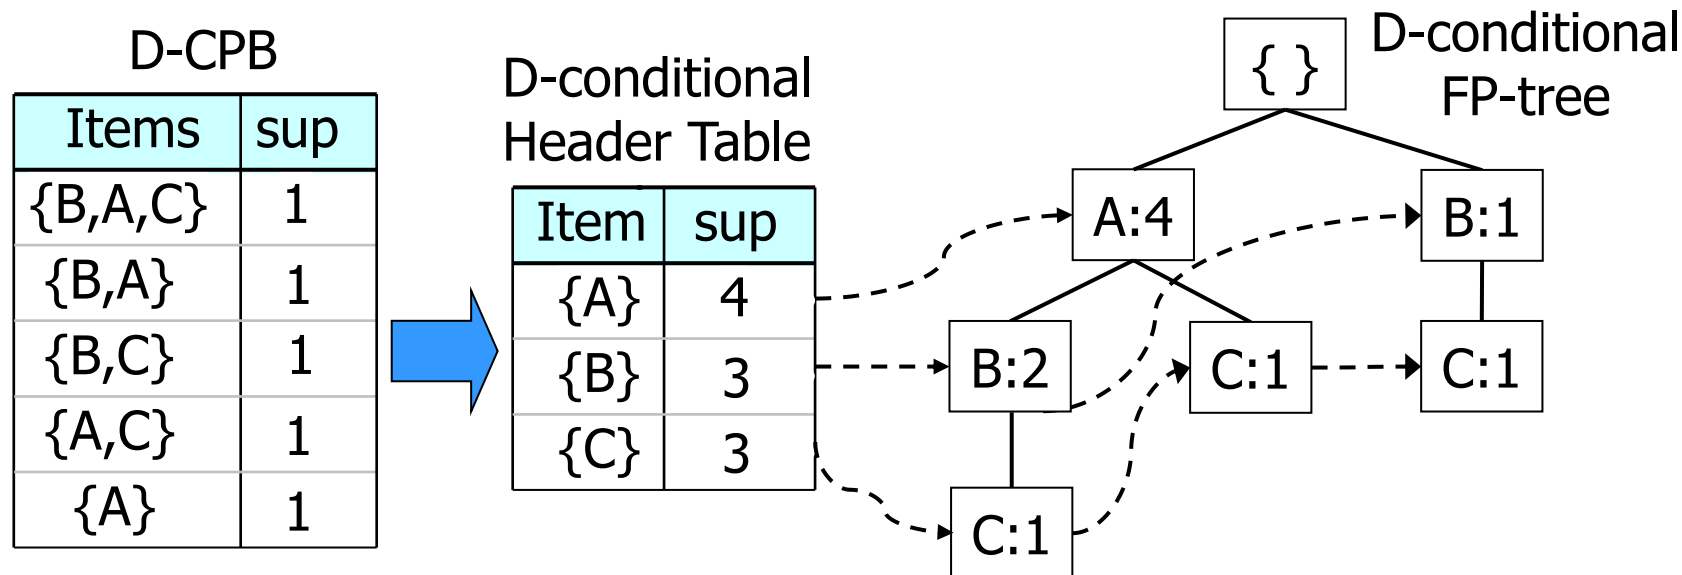 D-CPB
Items sup
{B,A,C} 1
{B,A} 1
{B,C} 1
{A,C} 1
{A} 1
D-conditional
Header Table
Item sup
{A} 4
{B} 3
{C} 3
D-conditional
FP-tree
{ }
A:4 B:1
B:2 C:1 C:1
C:1